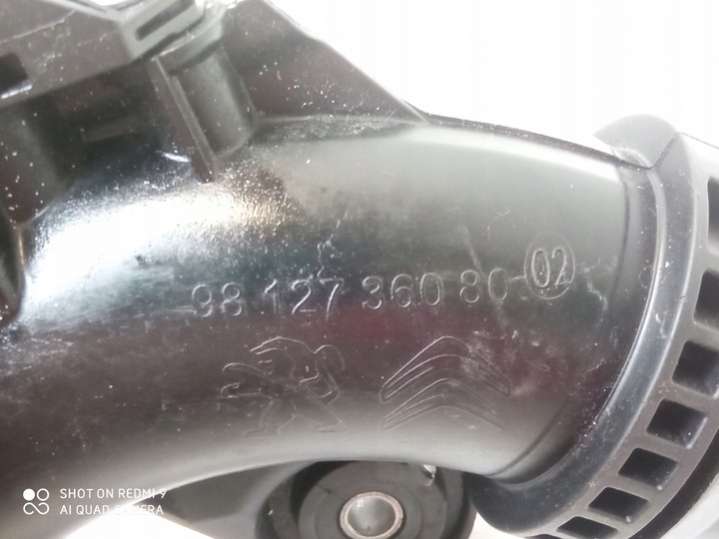 98 127 360 80 02
SHOT ON REDMI 9
AI QUAD CAMERA